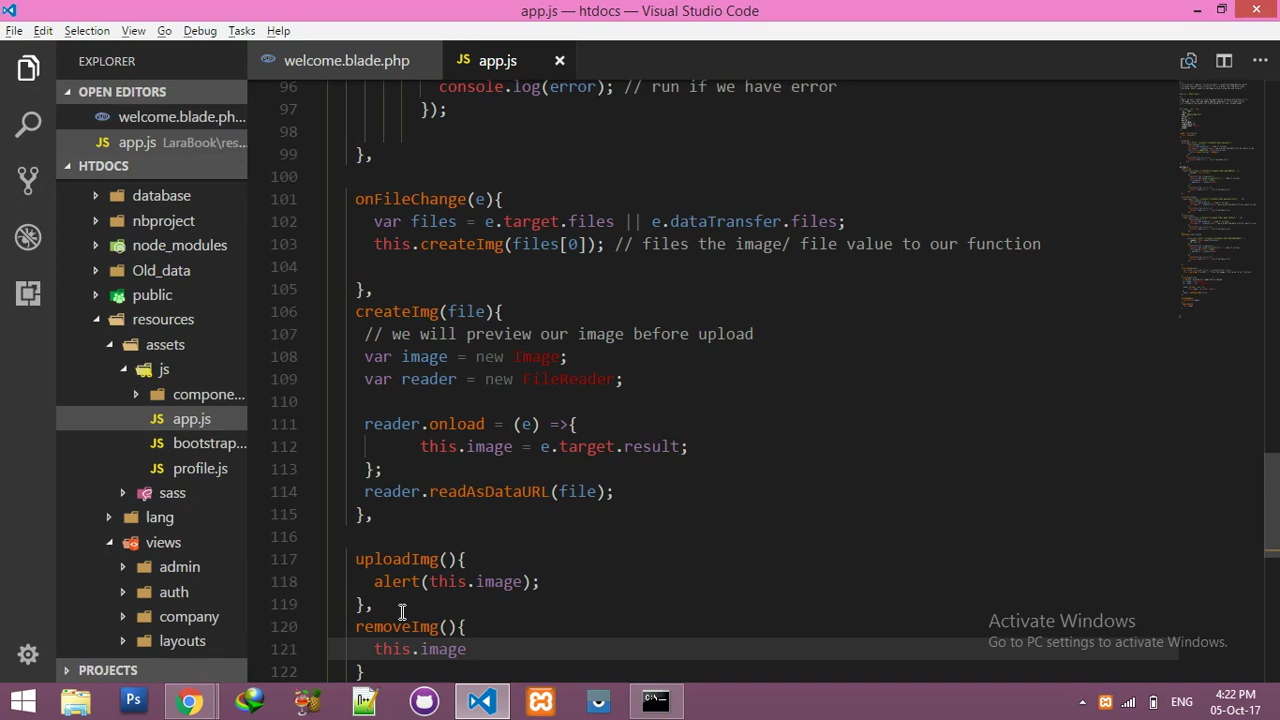 app.js — htdocs — Visual Studio Code
File Edit Selection View Go Debug Tasks Help
EXPLORER
OPEN EDITORS
welcome.blade.ph...
app.js LaraBook\res...
HTDOCS
database
nbproject
node_modules
Old_data
public
resources
assets
js
compone...
app.js
bootstrap...
profile.js
sass
lang
views
admin
auth
company
layouts
PROJECTS
welcome.blade.php
JS app.js
96 console.log(error); // run if we have error
97 });
98
99 },
100
101 onFileChange(e){
102 var files = e.target.files || e.dataTransfer.files;
103 this.createImg(files[0]); // files the image/ file value to our function
104
105 },
106 createImg(file){
107 // we will preview our image before upload
108 var image = new Image;
109 var reader = new FileReader;
110
111 reader.onload = (e) =>{
112 this.image = e.target.result;
113 };
114 reader.readAsDataURL(file);
115 },
116
117 uploadImg(){
118 alert(this.image);
119 },
120 removeImg(){
121 this.image
122 }
Activate Windows
Go to PC settings to activate Windows.
ENG
4:22 PM
05-Oct-17